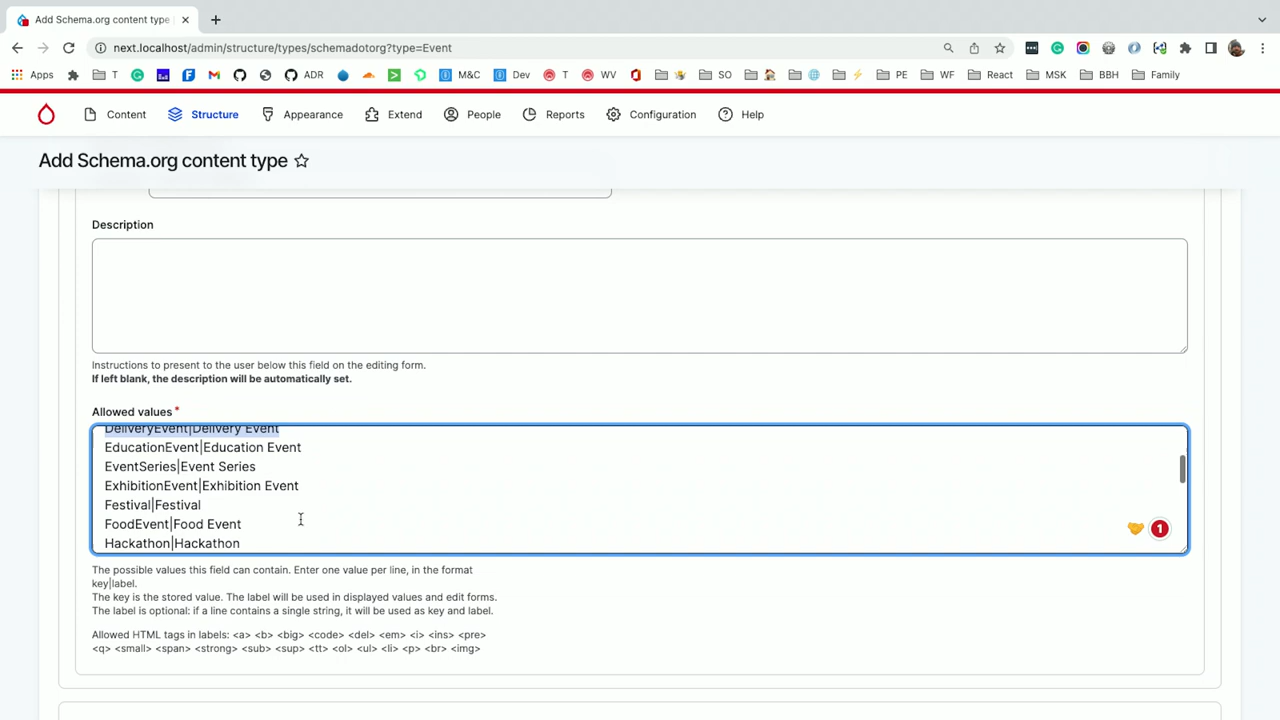 Add Schema.org content type
next.localhost/admin/structure/types/schemadotorg?type=Event
Apps T ADR M&C Dev T WV SO PE WF React MSK BBH Family
Content Structure Appearance Extend People Reports Configuration Help
Add Schema.org content type
Description
Instructions to present to the user below this field on the editing form.
If left blank, the description will be automatically set.
Allowed values *
DeliveryEvent|Delivery Event
EducationEvent|Education Event
EventSeries|Event Series
ExhibitionEvent|Exhibition Event
Festival|Festival
FoodEvent|Food Event
Hackathon|Hackathon
1
The possible values this field can contain. Enter one value per line, in the format
key|label.
The key is the stored value. The label will be used in displayed values and edit forms.
The label is optional: if a line contains a single string, it will be used as key and label.
Allowed HTML tags in labels: <a> <b> <big> <code> <del> <em> <i> <ins> <pre>
<q> <small> <span> <strong> <sub> <sup> <tt> <ol> <ul> <li> <p> <br> <img>